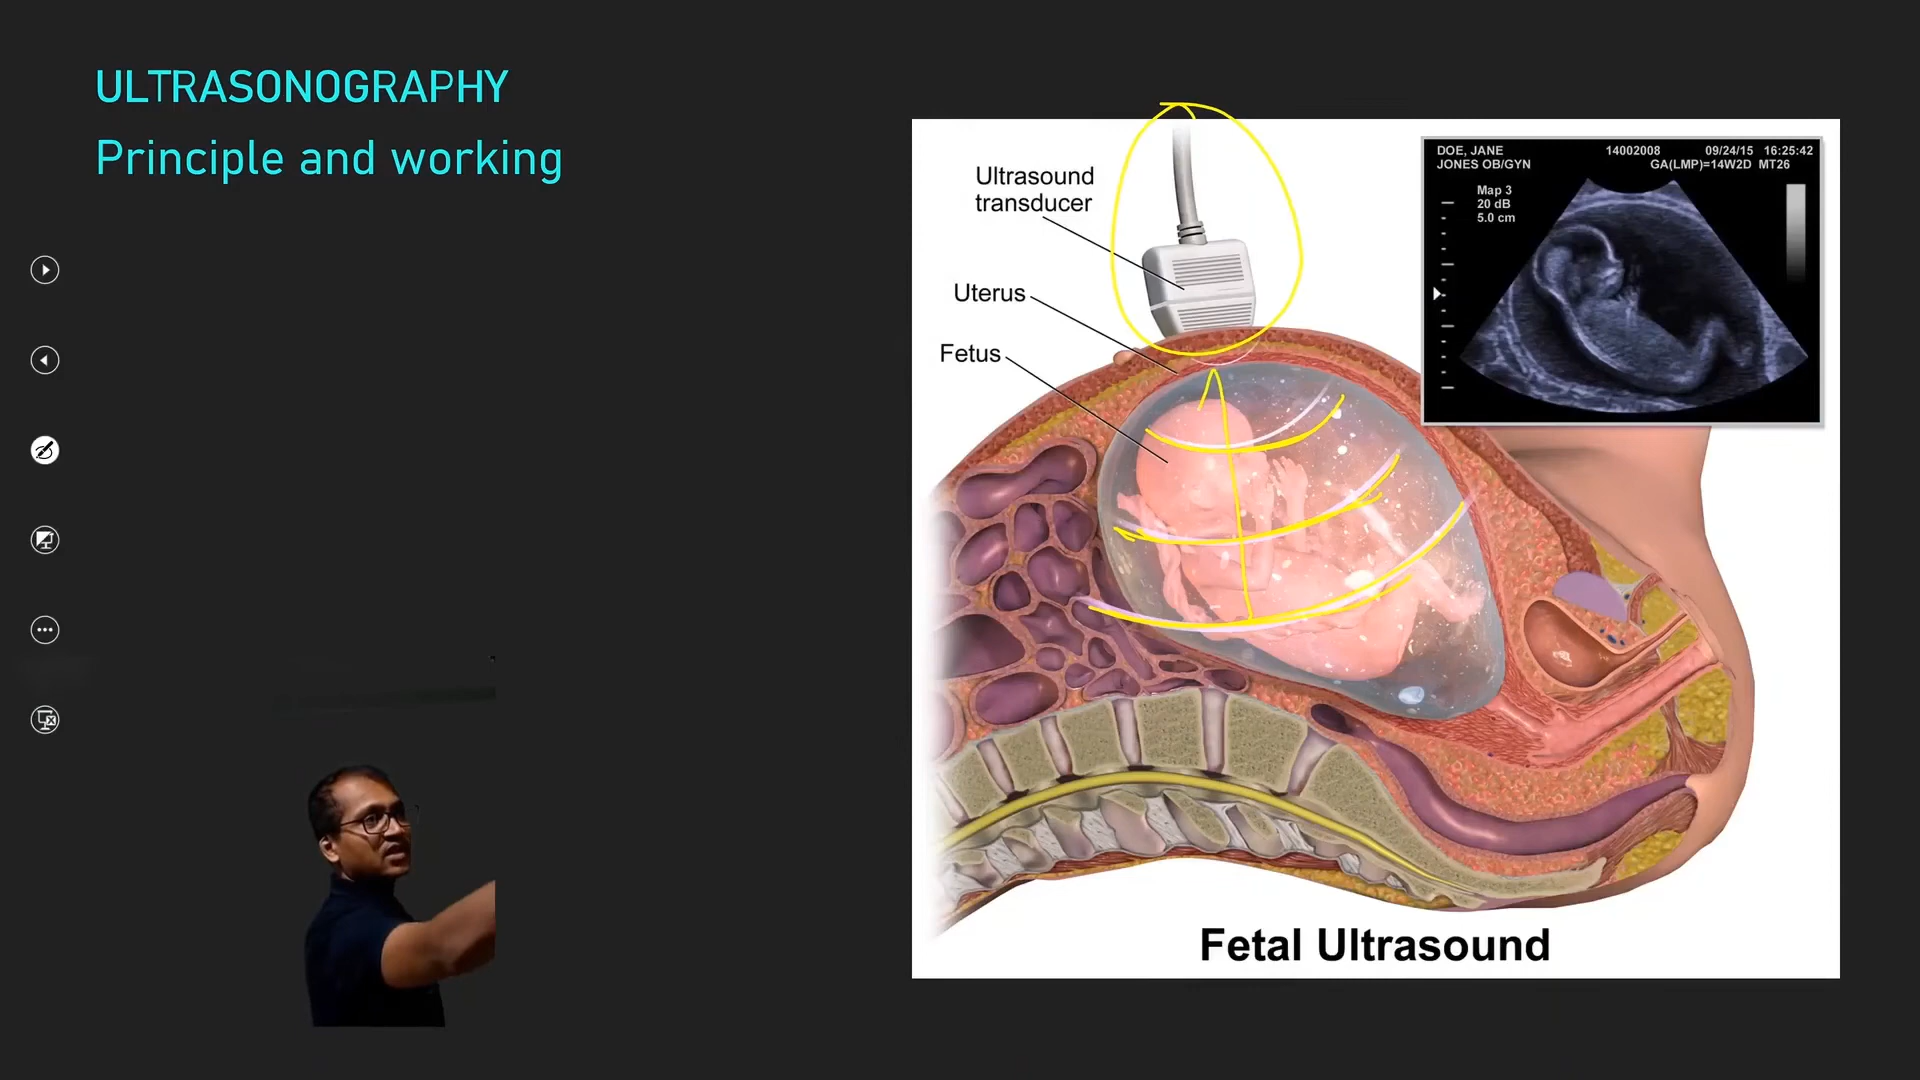 ULTRASONOGRAPHY
Principle and working
Ultrasound
transducer
Uterus
Fetus
DOE, JANE 14002008 09/24/15 16:25:42
JONES OB/GYN GA(LMP)=14W2D MT26
Map 3
20 dB
5.0 cm
Fetal Ultrasound